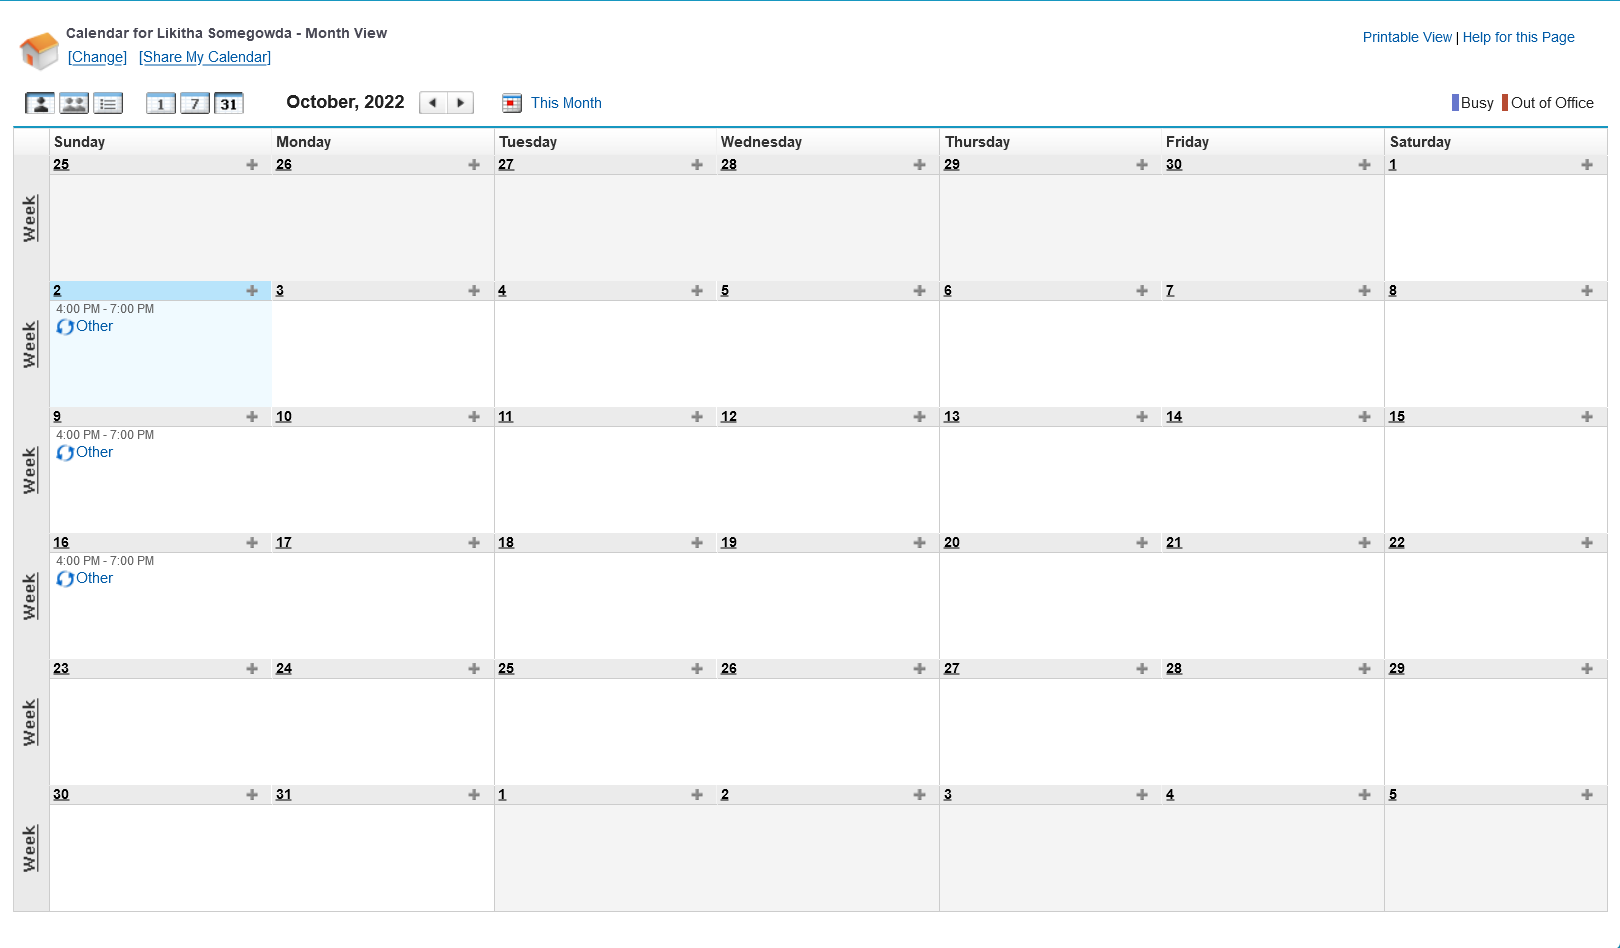 Calendar for Likitha Somegowda - Month View
[Change] [Share My Calendar]
Printable View | Help for this Page
1 7 31 October, 2022 This Month Busy Out of Office
Sunday Monday Tuesday Wednesday Thursday Friday Saturday
25 26 27 28 29 30 1
Week
2 3 4 5 6 7 8
4:00 PM - 7:00 PM
Other
Week
9 10 11 12 13 14 15
4:00 PM - 7:00 PM
Other
Week
16 17 18 19 20 21 22
4:00 PM - 7:00 PM
Other
Week
23 24 25 26 27 28 29
Week
30 31 1 2 3 4 5
Week